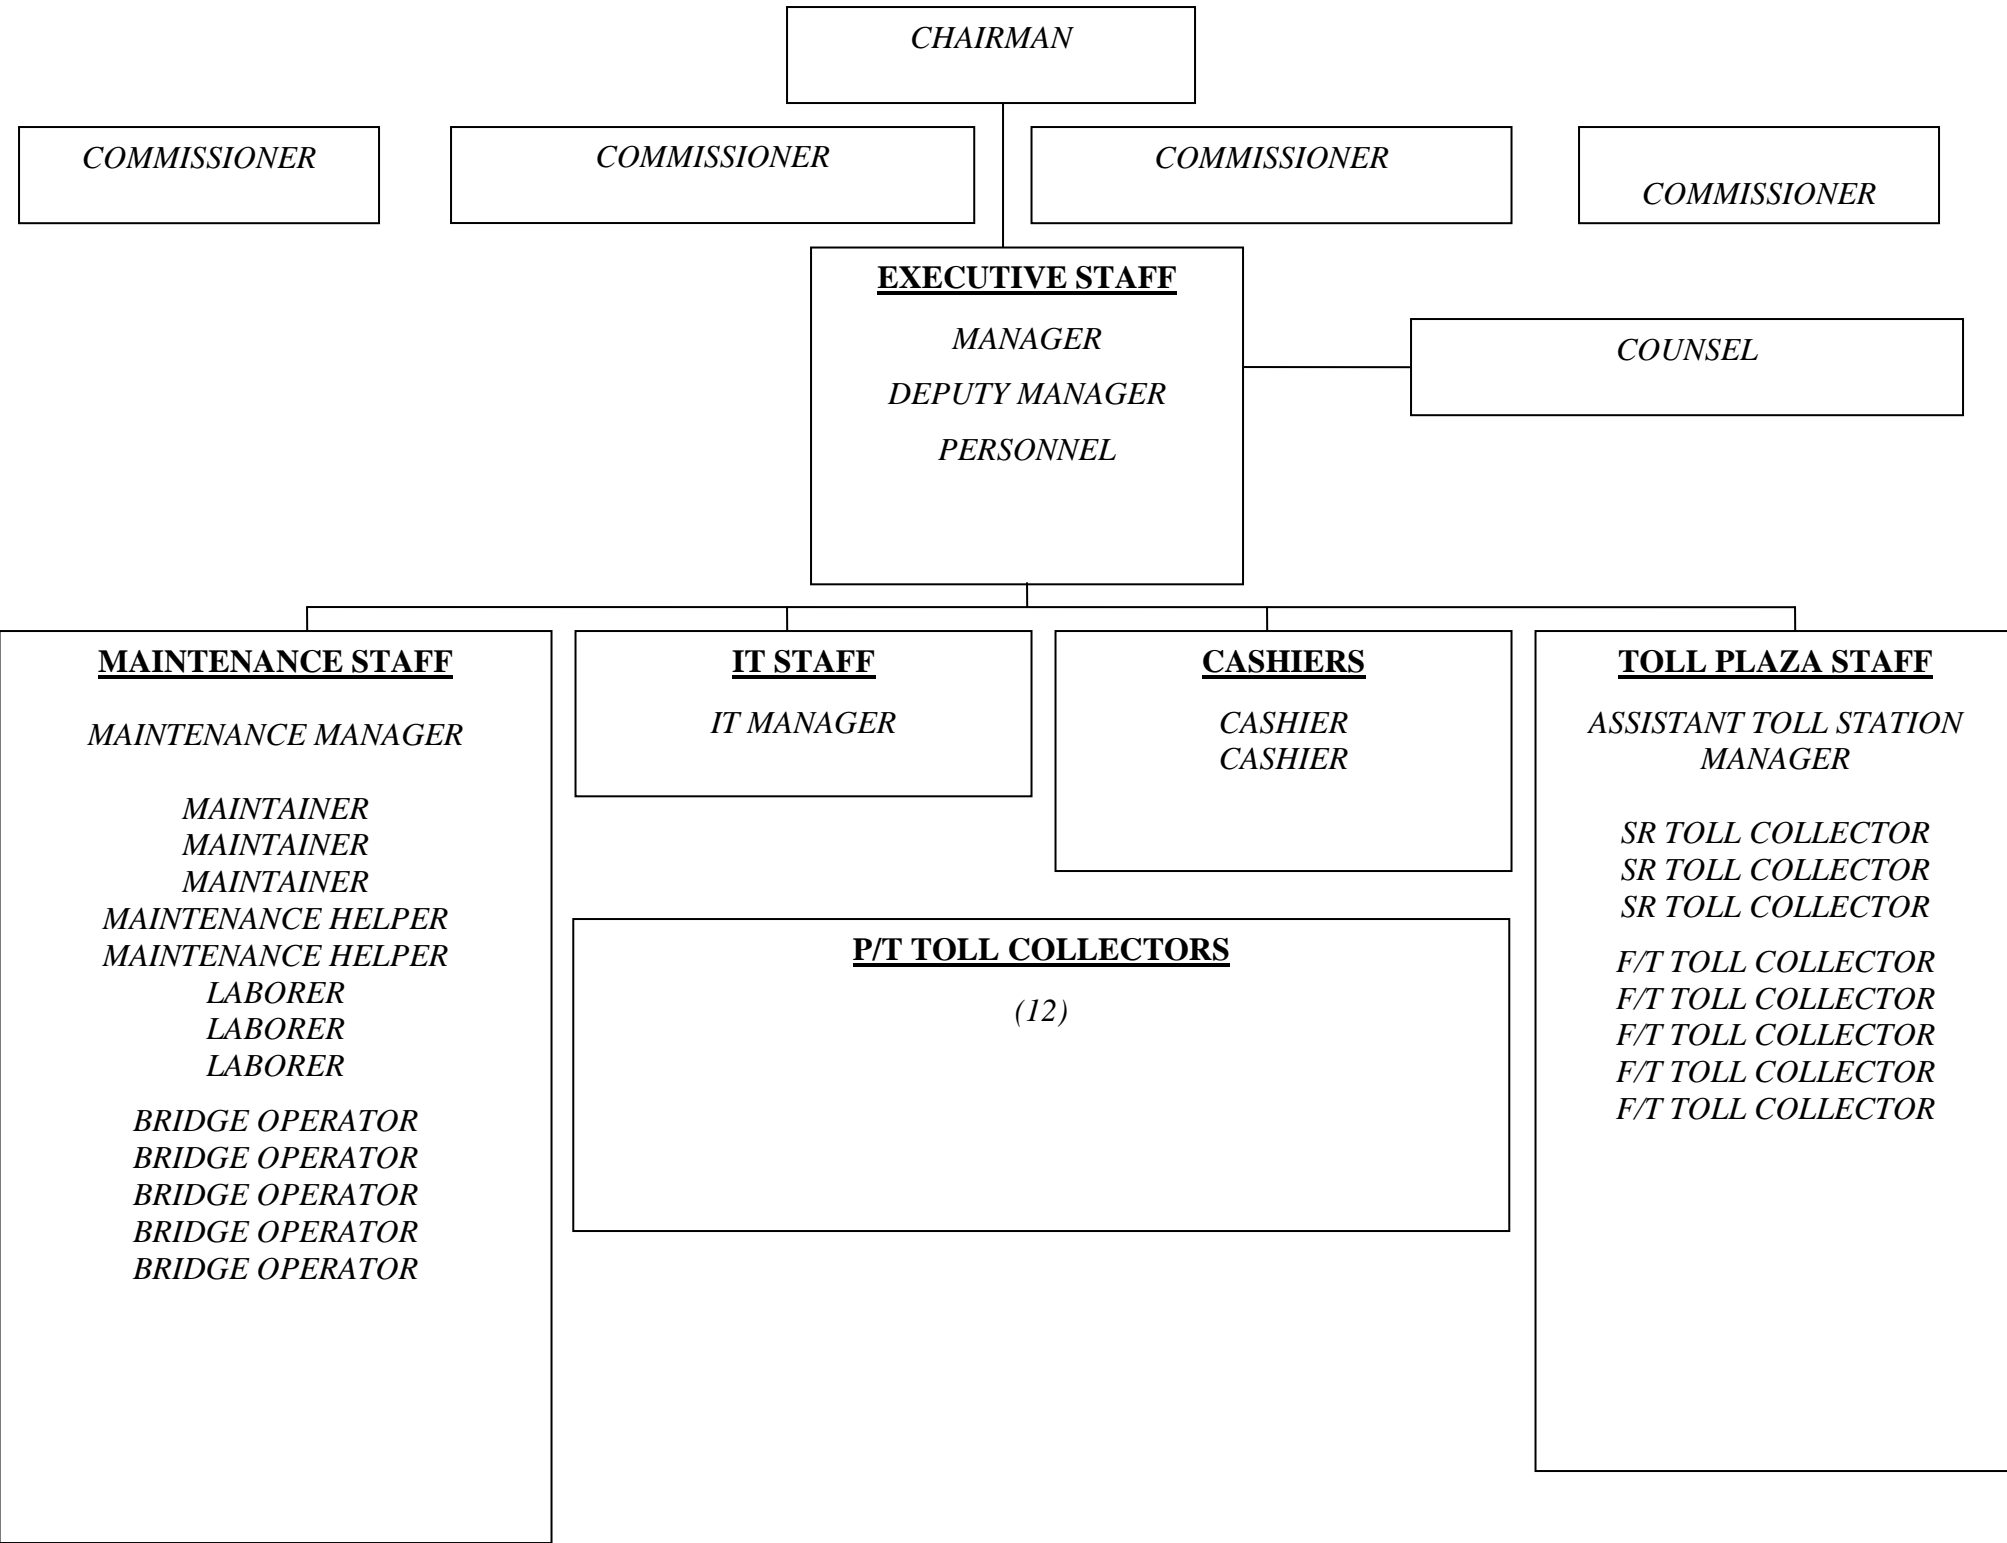 CHAIRMAN
COMMISSIONER
COMMISSIONER
COMMISSIONER
COMMISSIONER
EXECUTIVE STAFF
MANAGER
DEPUTY MANAGER
PERSONNEL
COUNSEL
MAINTENANCE STAFF
MAINTENANCE MANAGER
MAINTAINER
MAINTAINER
MAINTAINER
MAINTENANCE HELPER
MAINTENANCE HELPER
LABORER
LABORER
LABORER
BRIDGE OPERATOR
BRIDGE OPERATOR
BRIDGE OPERATOR
BRIDGE OPERATOR
BRIDGE OPERATOR
IT STAFF
IT MANAGER
CASHIERS
CASHIER
CASHIER
P/T TOLL COLLECTORS
(12)
TOLL PLAZA STAFF
ASSISTANT TOLL STATION
MANAGER
SR TOLL COLLECTOR
SR TOLL COLLECTOR
SR TOLL COLLECTOR
F/T TOLL COLLECTOR
F/T TOLL COLLECTOR
F/T TOLL COLLECTOR
F/T TOLL COLLECTOR
F/T TOLL COLLECTOR